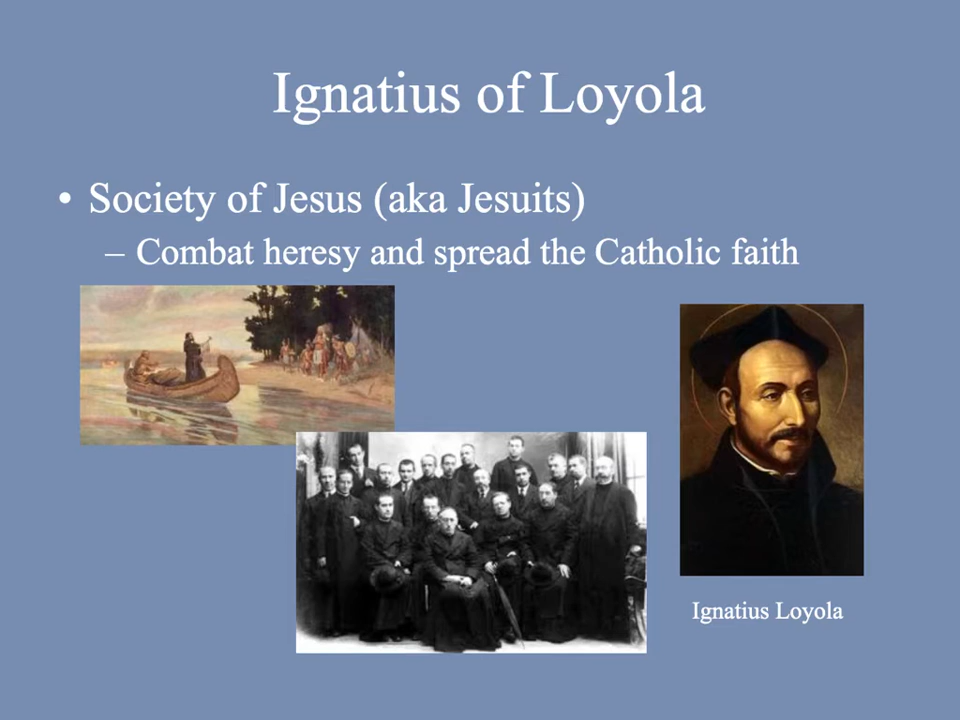 Ignatius of Loyola
• Society of Jesus (aka Jesuits)
– Combat heresy and spread the Catholic faith
Ignatius Loyola